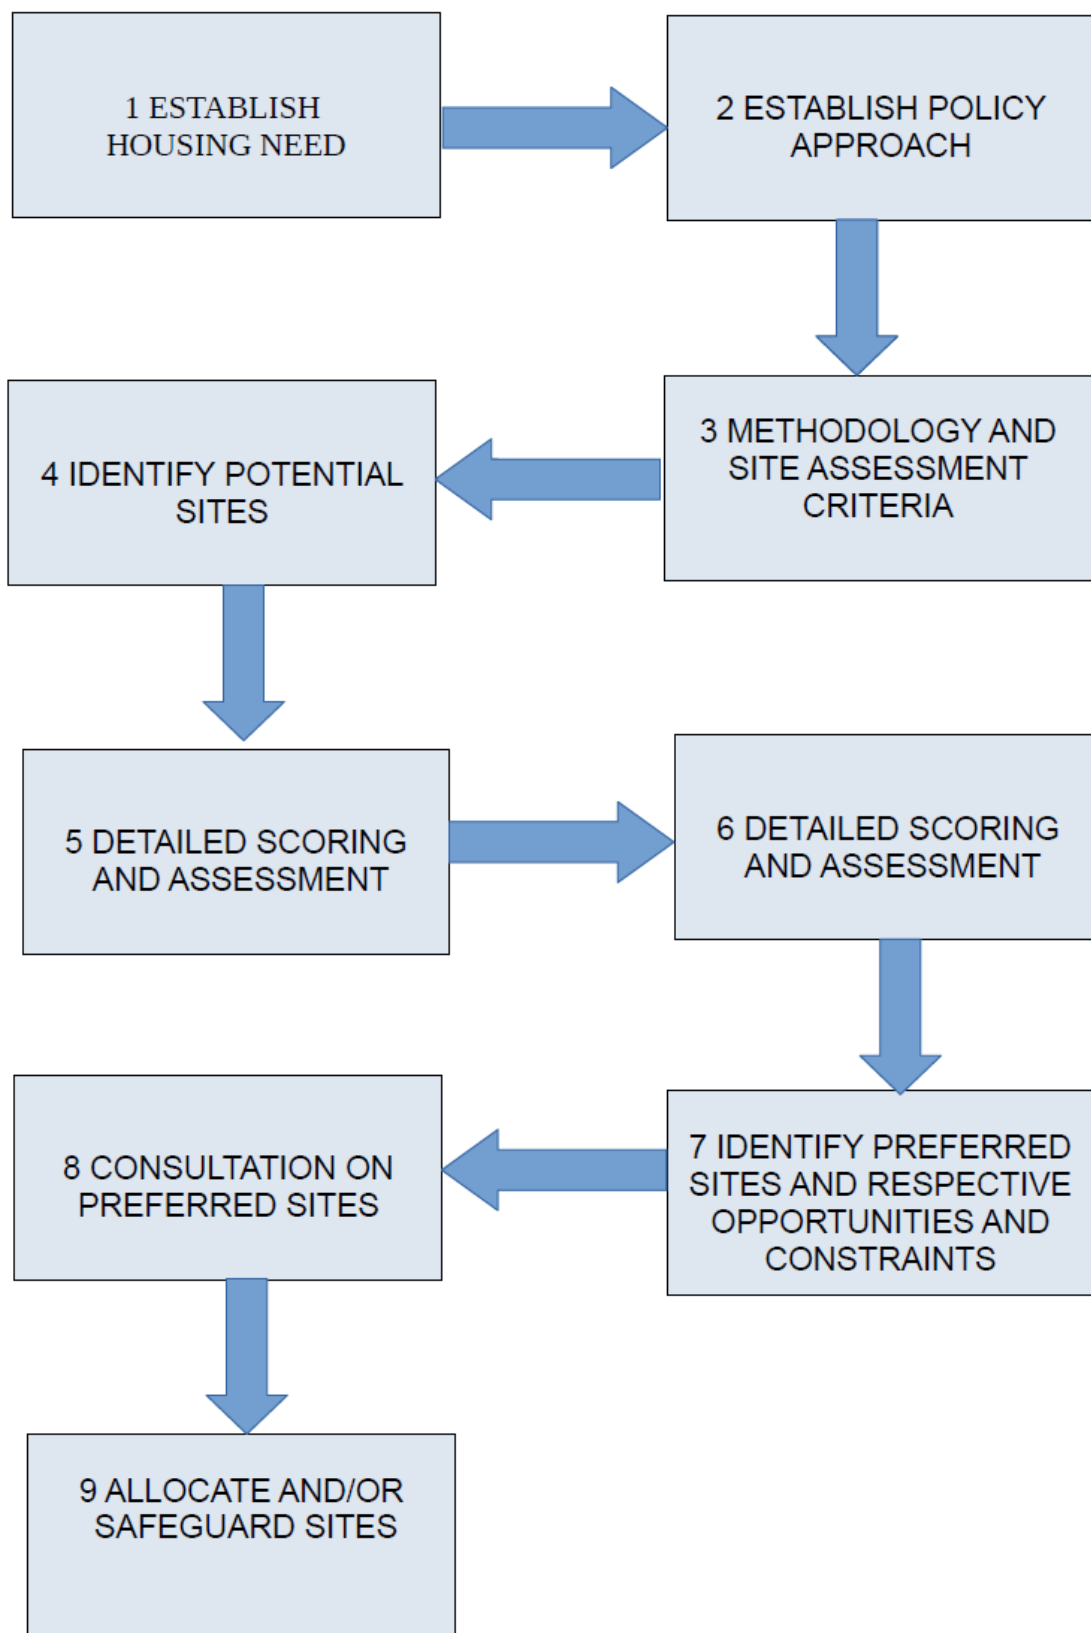 1 ESTABLISH
HOUSING NEED
2 ESTABLISH POLICY
APPROACH
3 METHODOLOGY AND
SITE ASSESSMENT
CRITERIA
4 IDENTIFY POTENTIAL
SITES
5 DETAILED SCORING
AND ASSESSMENT
6 DETAILED SCORING
AND ASSESSMENT
7 IDENTIFY PREFERRED
SITES AND RESPECTIVE
OPPORTUNITIES AND
CONSTRAINTS
8 CONSULTATION ON
PREFERRED SITES
9 ALLOCATE AND/OR
SAFEGUARD SITES